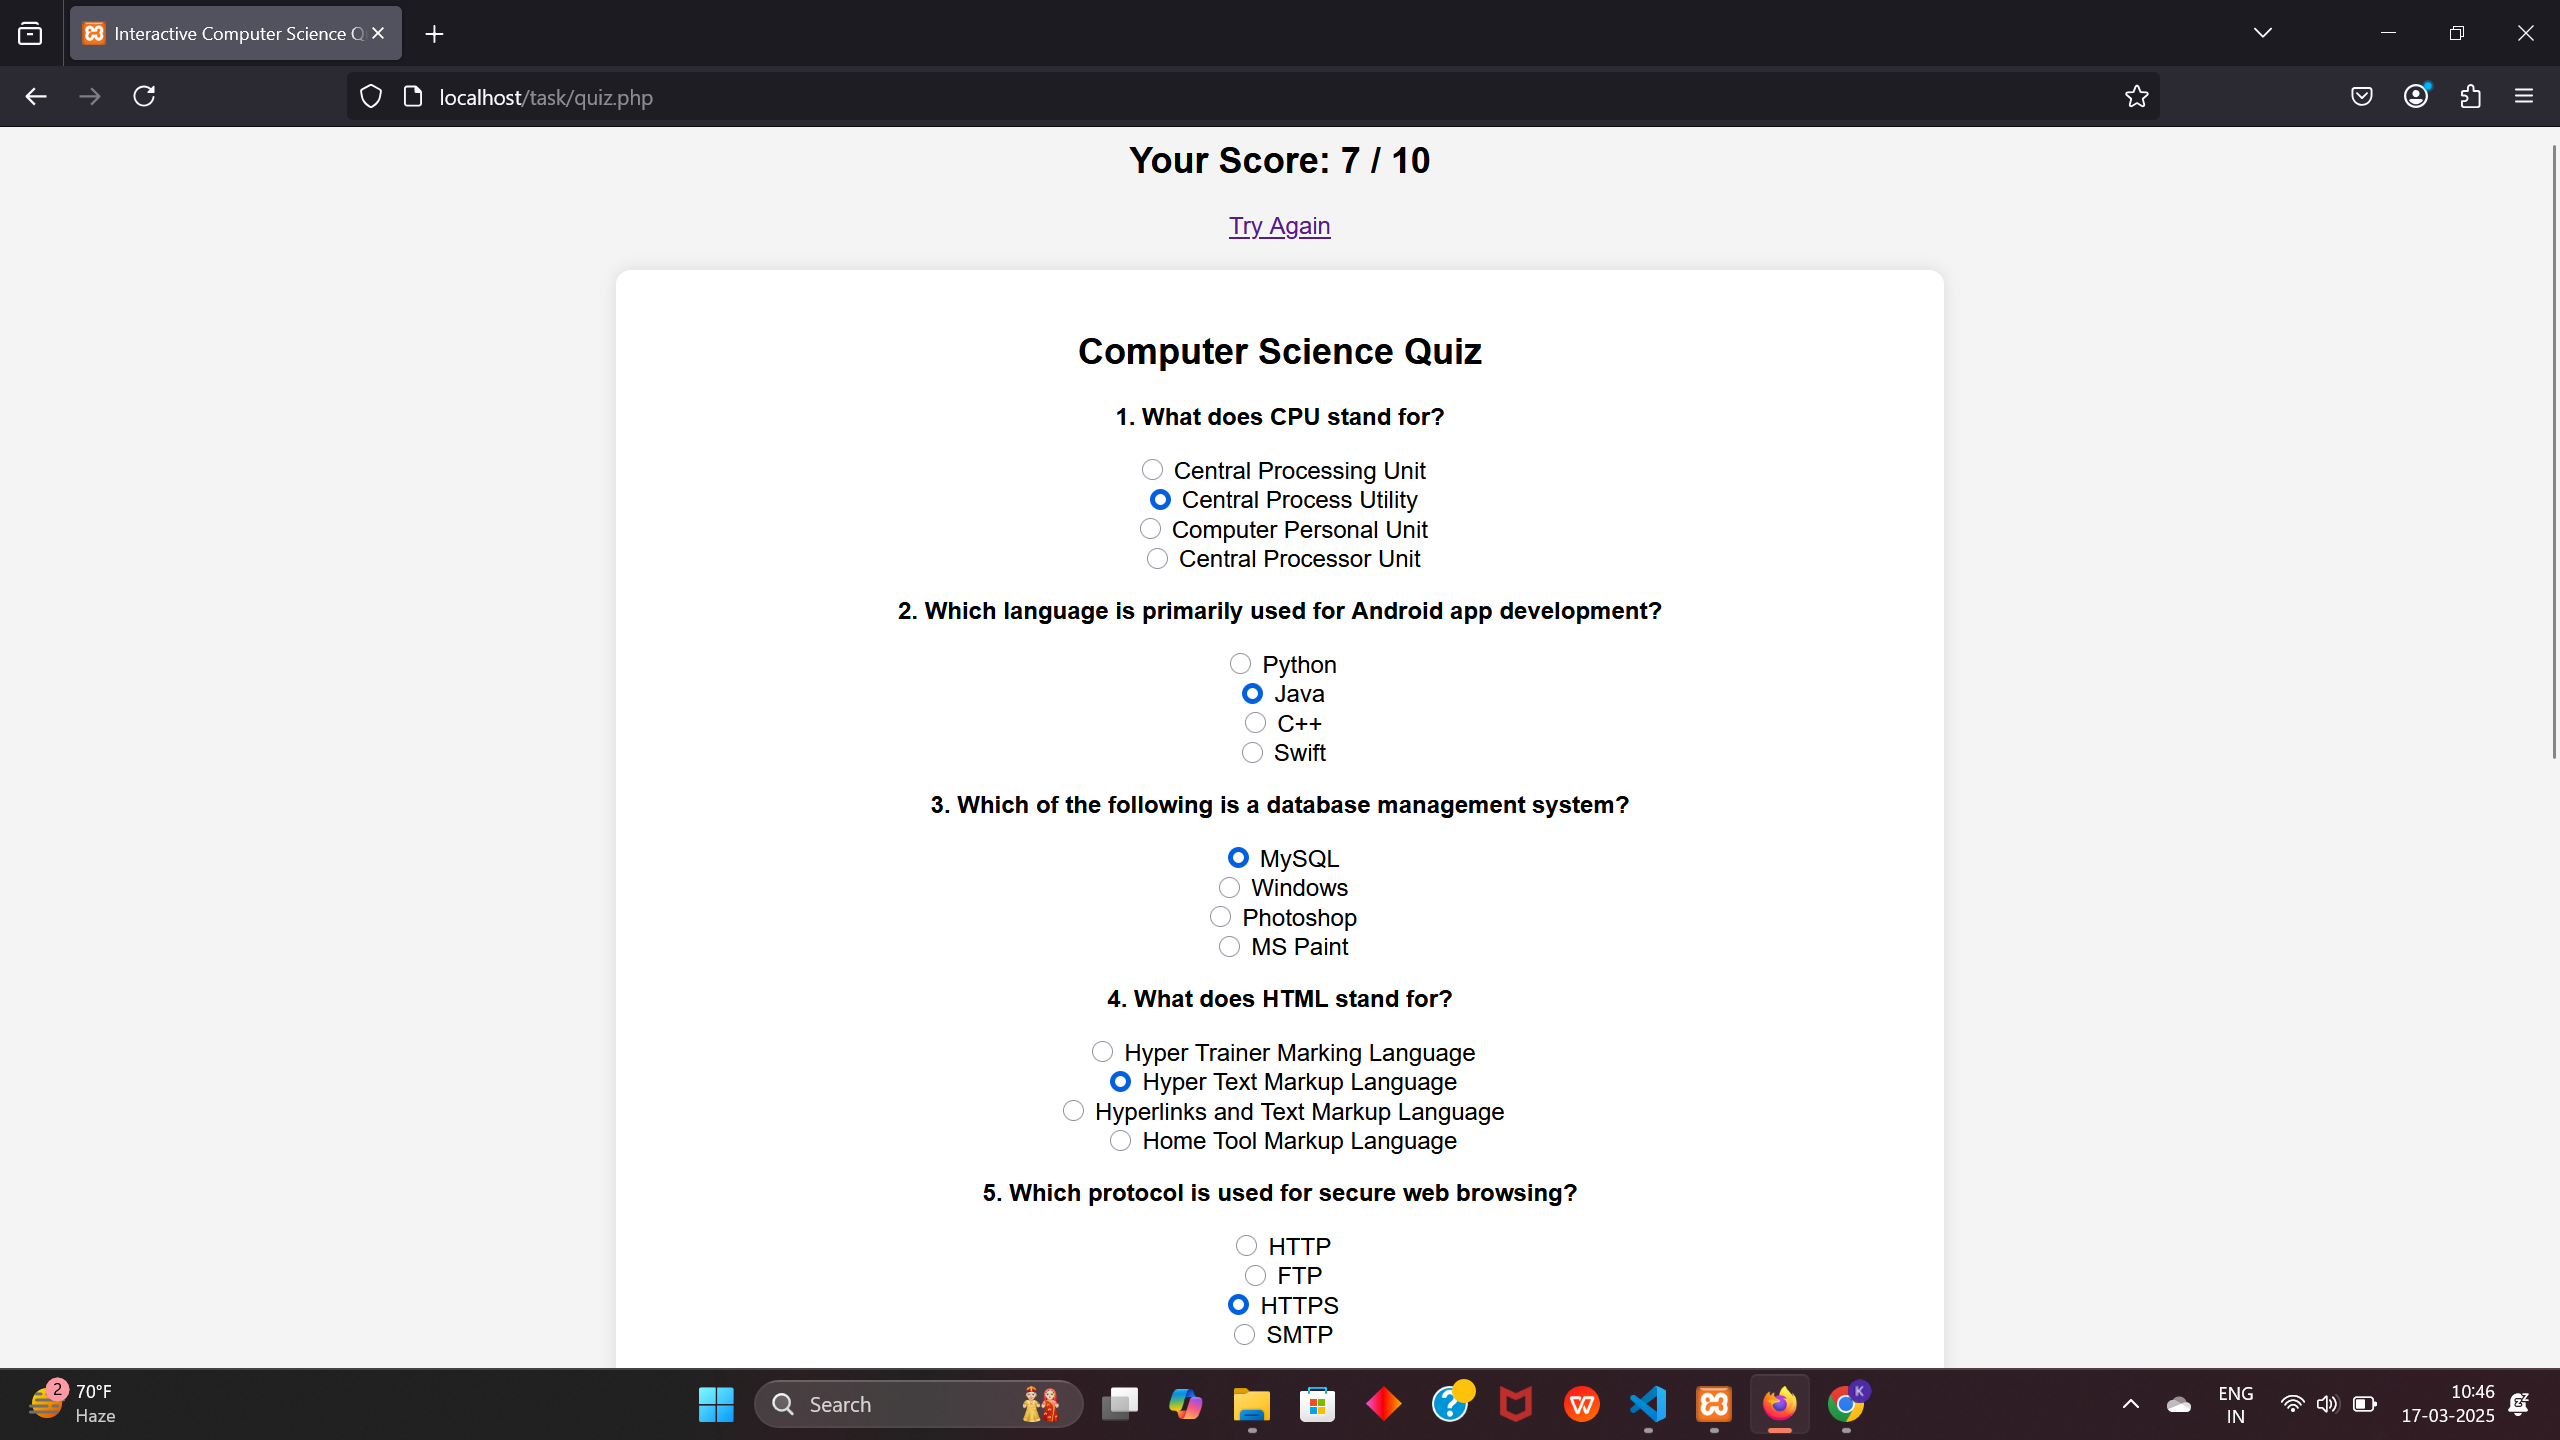 Interactive Computer Science Q
localhost/task/quiz.php
Your Score: 7 / 10
Try Again
Computer Science Quiz
1. What does CPU stand for?
Central Processing Unit
Central Process Utility
Computer Personal Unit
Central Processor Unit
2. Which language is primarily used for Android app development?
Python
Java
C++
Swift
3. Which of the following is a database management system?
MySQL
Windows
Photoshop
MS Paint
4. What does HTML stand for?
Hyper Trainer Marking Language
Hyper Text Markup Language
Hyperlinks and Text Markup Language
Home Tool Markup Language
5. Which protocol is used for secure web browsing?
HTTP
FTP
HTTPS
SMTP
2
70°F
Haze
Search
K
ENG
IN
10:46
17-03-2025